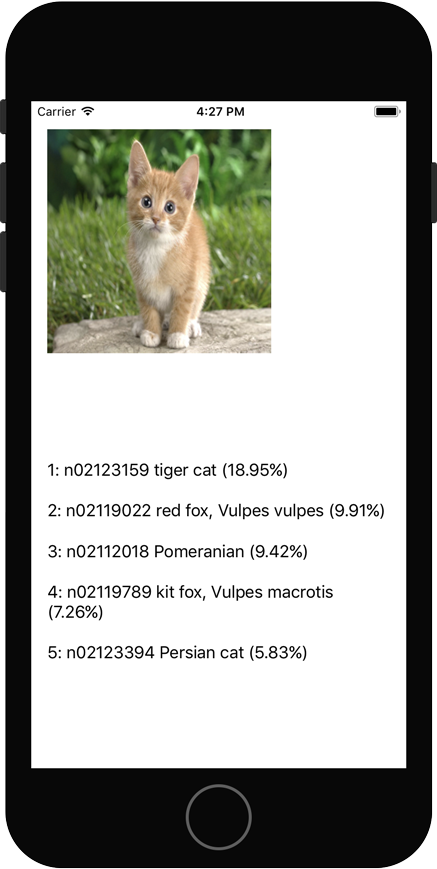 Carrier
4:27 PM
1: n02123159 tiger cat (18.95%)
2: n02119022 red fox, Vulpes vulpes (9.91%)
3: n02112018 Pomeranian (9.42%)
4: n02119789 kit fox, Vulpes macrotis
(7.26%)
5: n02123394 Persian cat (5.83%)